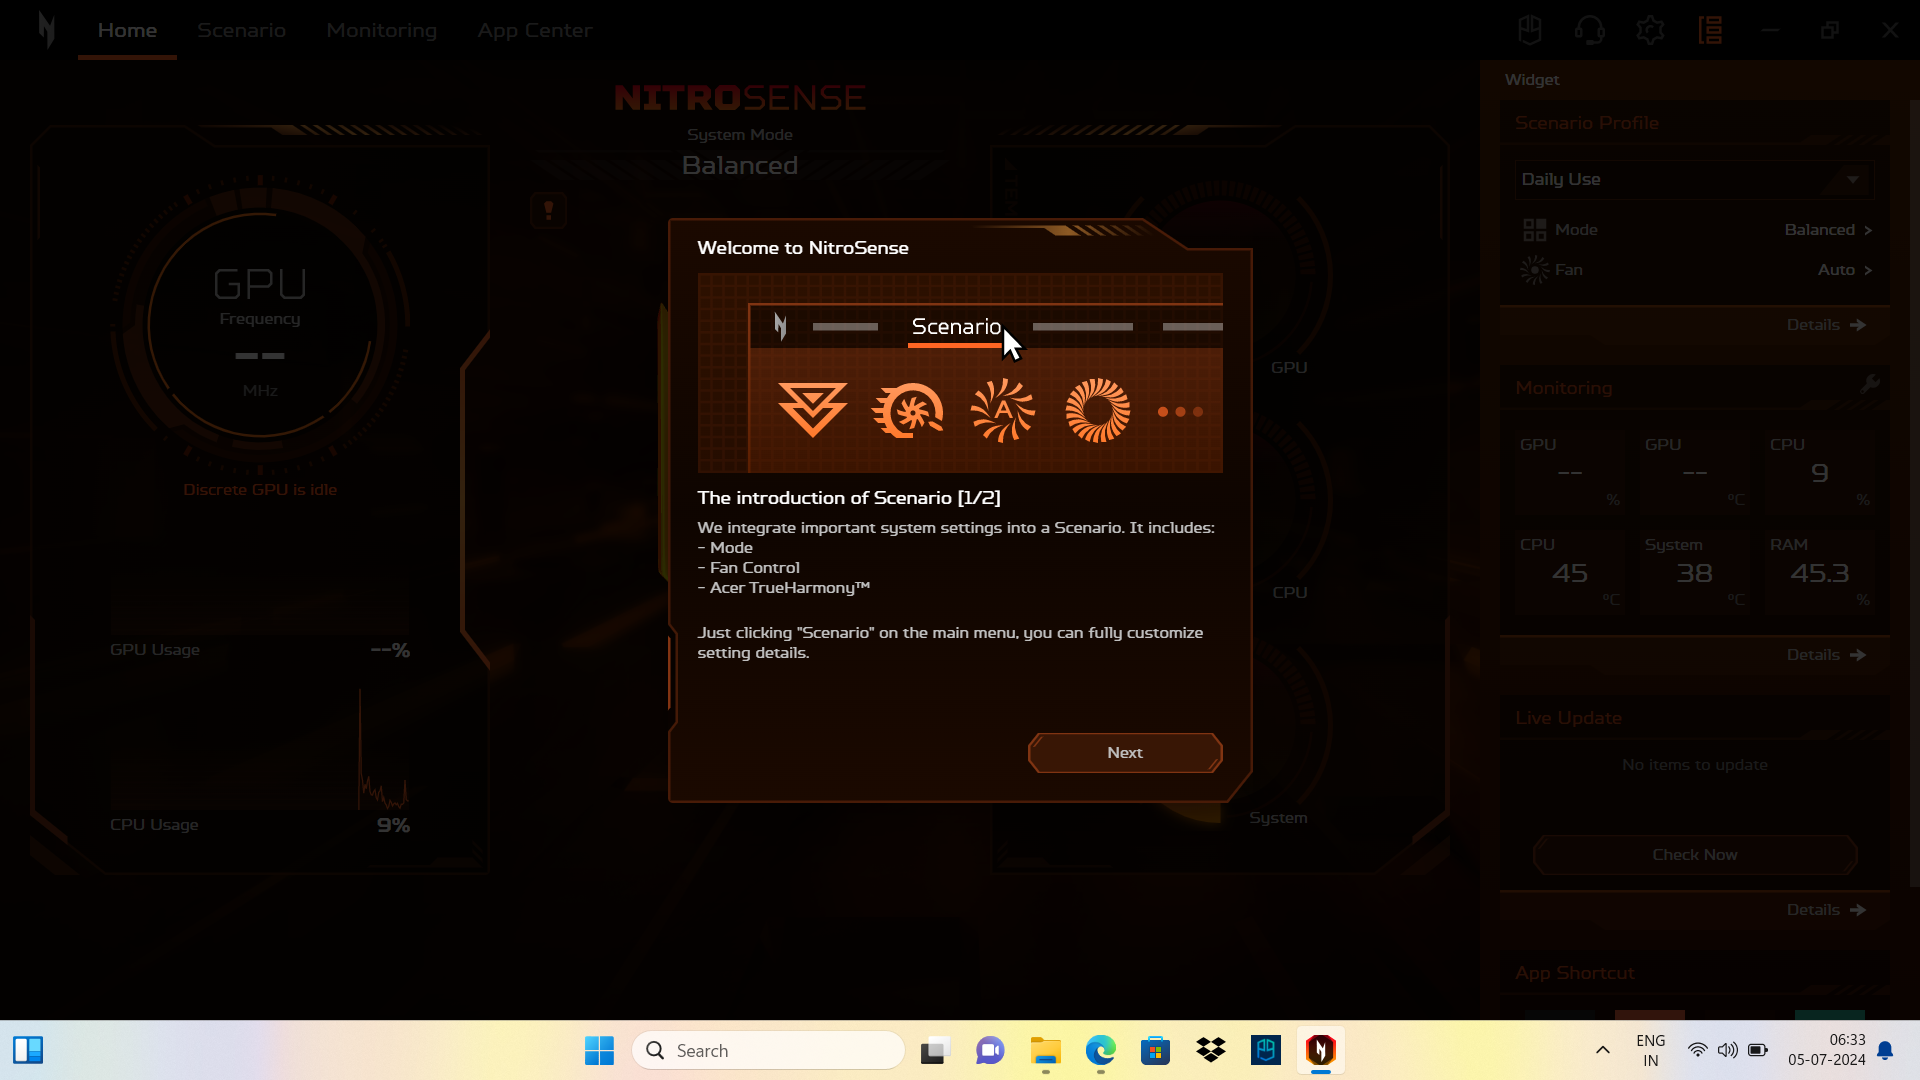 Home
Scenario
Monitoring
App Center
NITROSENSE
System Mode
Balanced
GPU
Frequency
--
MHz
Discrete GPU is idle
GPU Usage
--%
CPU Usage
9%
Welcome to NitroSense
Scenario
A
The introduction of Scenario [1/2]
We integrate important system settings into a Scenario. It includes:
- Mode
- Fan Control
- Acer TrueHarmony™
Just clicking "Scenario" on the main menu, you can fully customize
setting details.
Next
GPU
CPU
System
Widget
Scenario Profile
Daily Use
Mode
Balanced >
Fan
Auto >
Details →
Monitoring
GPU
--
%
GPU
--
°C
CPU
9
%
CPU
45
°C
System
38
°C
RAM
45.3
%
Details →
Live Update
No items to update
Check Now
Details →
App Shortcut
Search
ENG
IN
06:33
05-07-2024